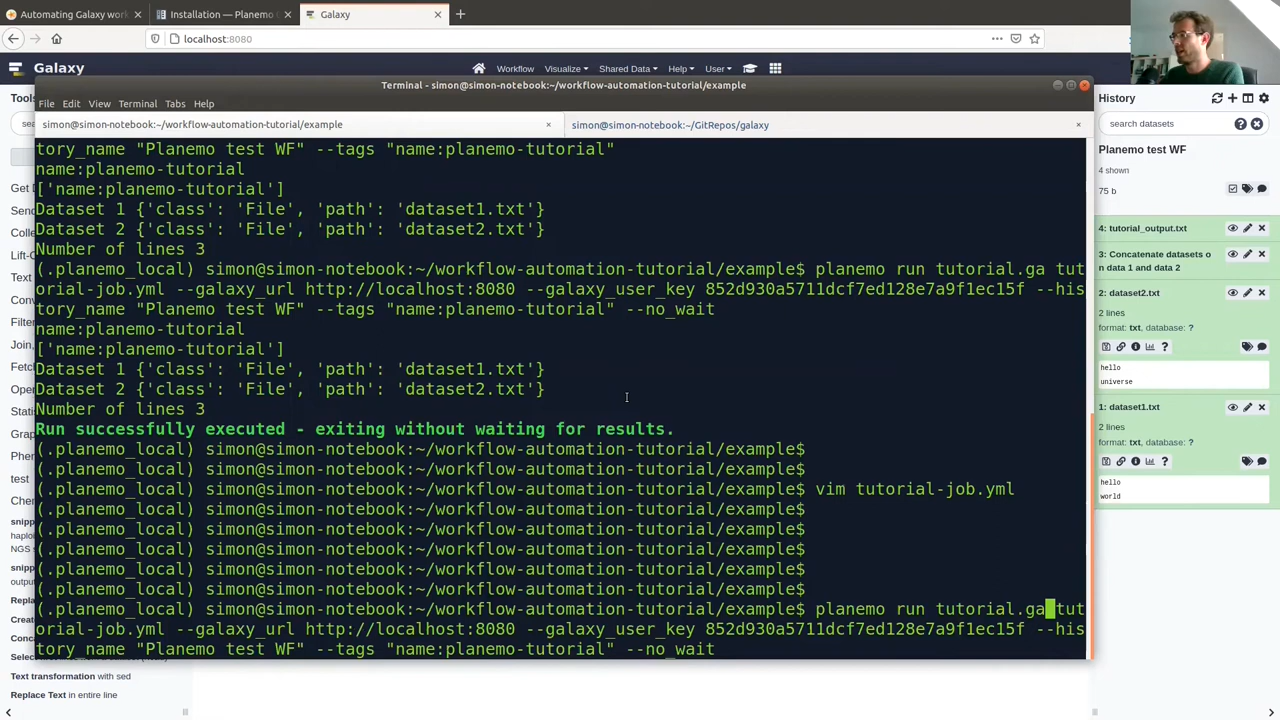 Automating Galaxy work
Installation — Planemo
Galaxy
localhost:8080
Galaxy
Workflow
Visualize
Shared Data
Help
User
Terminal - simon@simon-notebook:~/workflow-automation-tutorial/example
File Edit View Terminal Tabs Help
simon@simon-notebook:~/workflow-automation-tutorial/example
simon@simon-notebook:~/GitRepos/galaxy
tory_name "Planemo test WF" --tags "name:planemo-tutorial"
name:planemo-tutorial
['name:planemo-tutorial']
Dataset 1 {'class': 'File', 'path': 'dataset1.txt'}
Dataset 2 {'class': 'File', 'path': 'dataset2.txt'}
Number of lines 3
(.planemo_local) simon@simon-notebook:~/workflow-automation-tutorial/example$ planemo run tutorial.ga tut
orial-job.yml --galaxy_url http://localhost:8080 --galaxy_user_key 852d930a5711dcf7ed128e7a9f1ec15f --his
tory_name "Planemo test WF" --tags "name:planemo-tutorial" --no_wait
name:planemo-tutorial
['name:planemo-tutorial']
Dataset 1 {'class': 'File', 'path': 'dataset1.txt'}
Dataset 2 {'class': 'File', 'path': 'dataset2.txt'}
Number of lines 3
Run successfully executed - exiting without waiting for results.
(.planemo_local) simon@simon-notebook:~/workflow-automation-tutorial/example$
(.planemo_local) simon@simon-notebook:~/workflow-automation-tutorial/example$
(.planemo_local) simon@simon-notebook:~/workflow-automation-tutorial/example$ vim tutorial-job.yml
(.planemo_local) simon@simon-notebook:~/workflow-automation-tutorial/example$
(.planemo_local) simon@simon-notebook:~/workflow-automation-tutorial/example$
(.planemo_local) simon@simon-notebook:~/workflow-automation-tutorial/example$
(.planemo_local) simon@simon-notebook:~/workflow-automation-tutorial/example$
(.planemo_local) simon@simon-notebook:~/workflow-automation-tutorial/example$
(.planemo_local) simon@simon-notebook:~/workflow-automation-tutorial/example$ planemo run tutorial.ga tut
orial-job.yml --galaxy_url http://localhost:8080 --galaxy_user_key 852d930a5711dcf7ed128e7a9f1ec15f --his
tory_name "Planemo test WF" --tags "name:planemo-tutorial" --no_wait
Text transformation with sed
Replace Text in entire line
History
search datasets
Planemo test WF
4 shown
75 b
4: tutorial_output.txt
3: Concatenate datasets o
n data 1 and data 2
2: dataset2.txt
2 lines
format: txt, database: ?
hello
universe
1: dataset1.txt
2 lines
format: txt, database: ?
hello
world